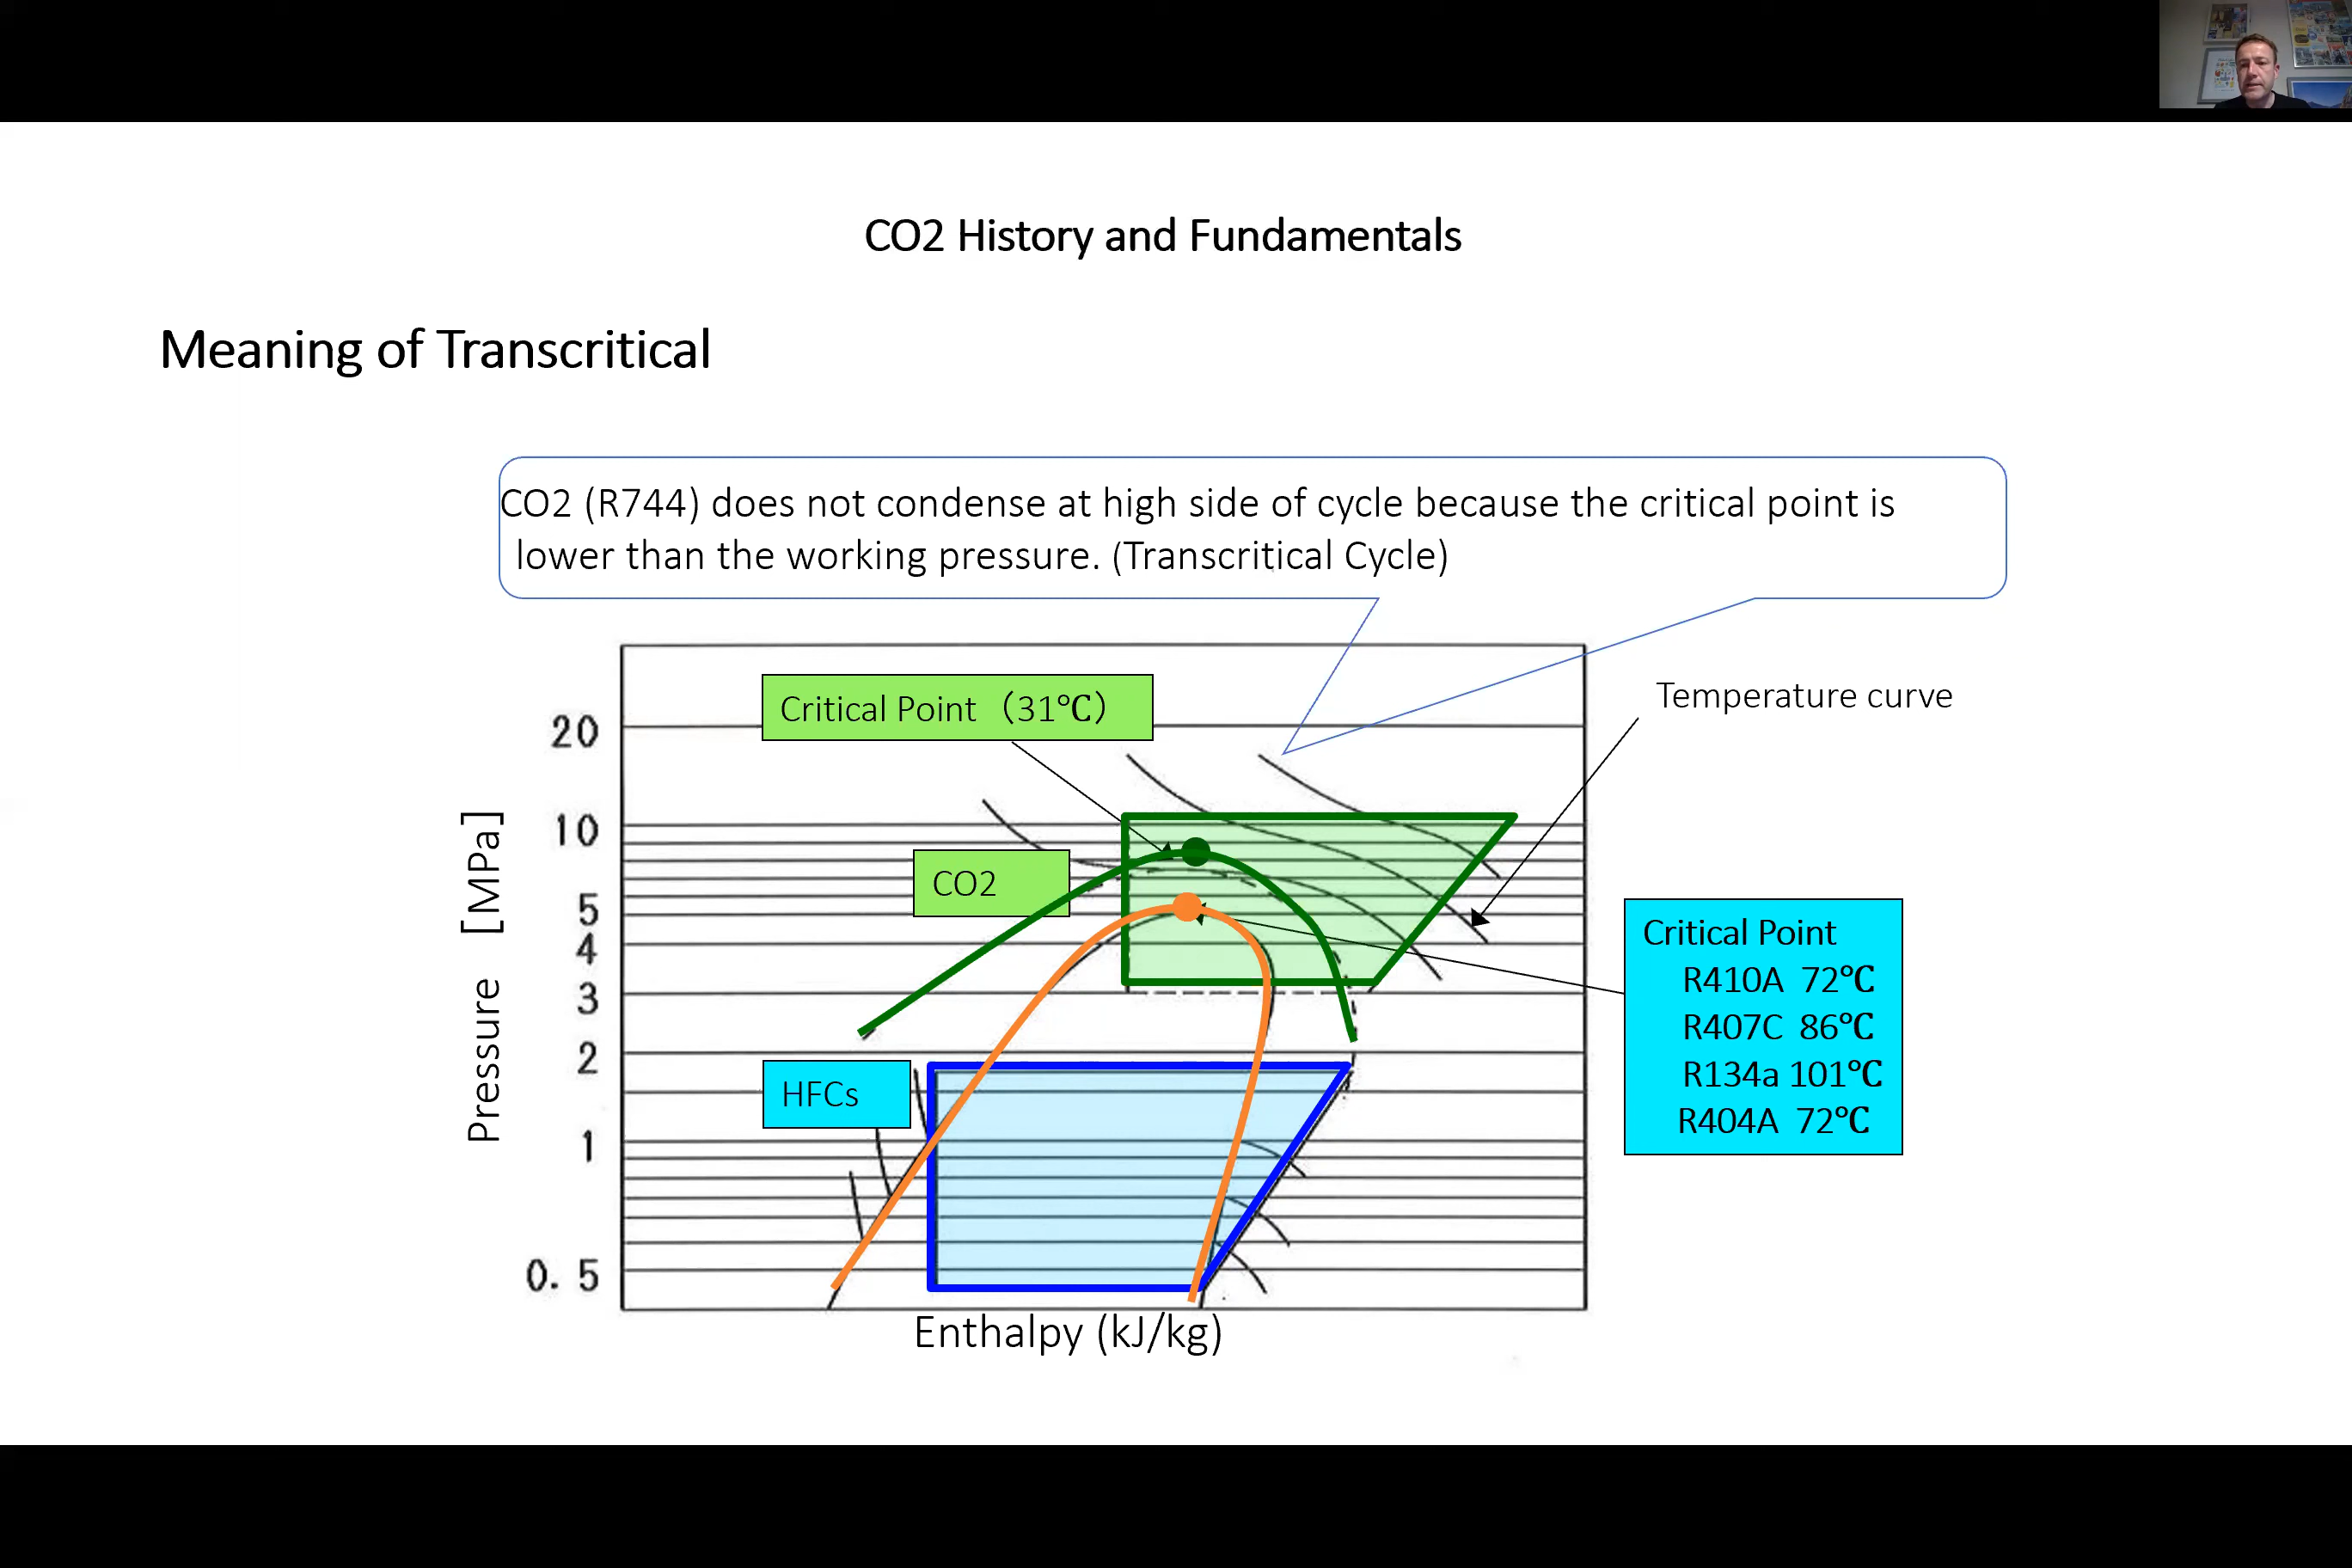 CO2 History and Fundamentals
Meaning of Transcritical
CO2 (R744) does not condense at high side of cycle because the critical point is
lower than the working pressure. (Transcritical Cycle)
Critical Point（31℃）
Temperature curve
20
10
5
4
3
2
1
0. 5
Pressure [MPa]
CO2
HFCs
Critical Point
R410A 72℃
R407C 86℃
R134a 101℃
R404A 72℃
Enthalpy (kJ/kg)